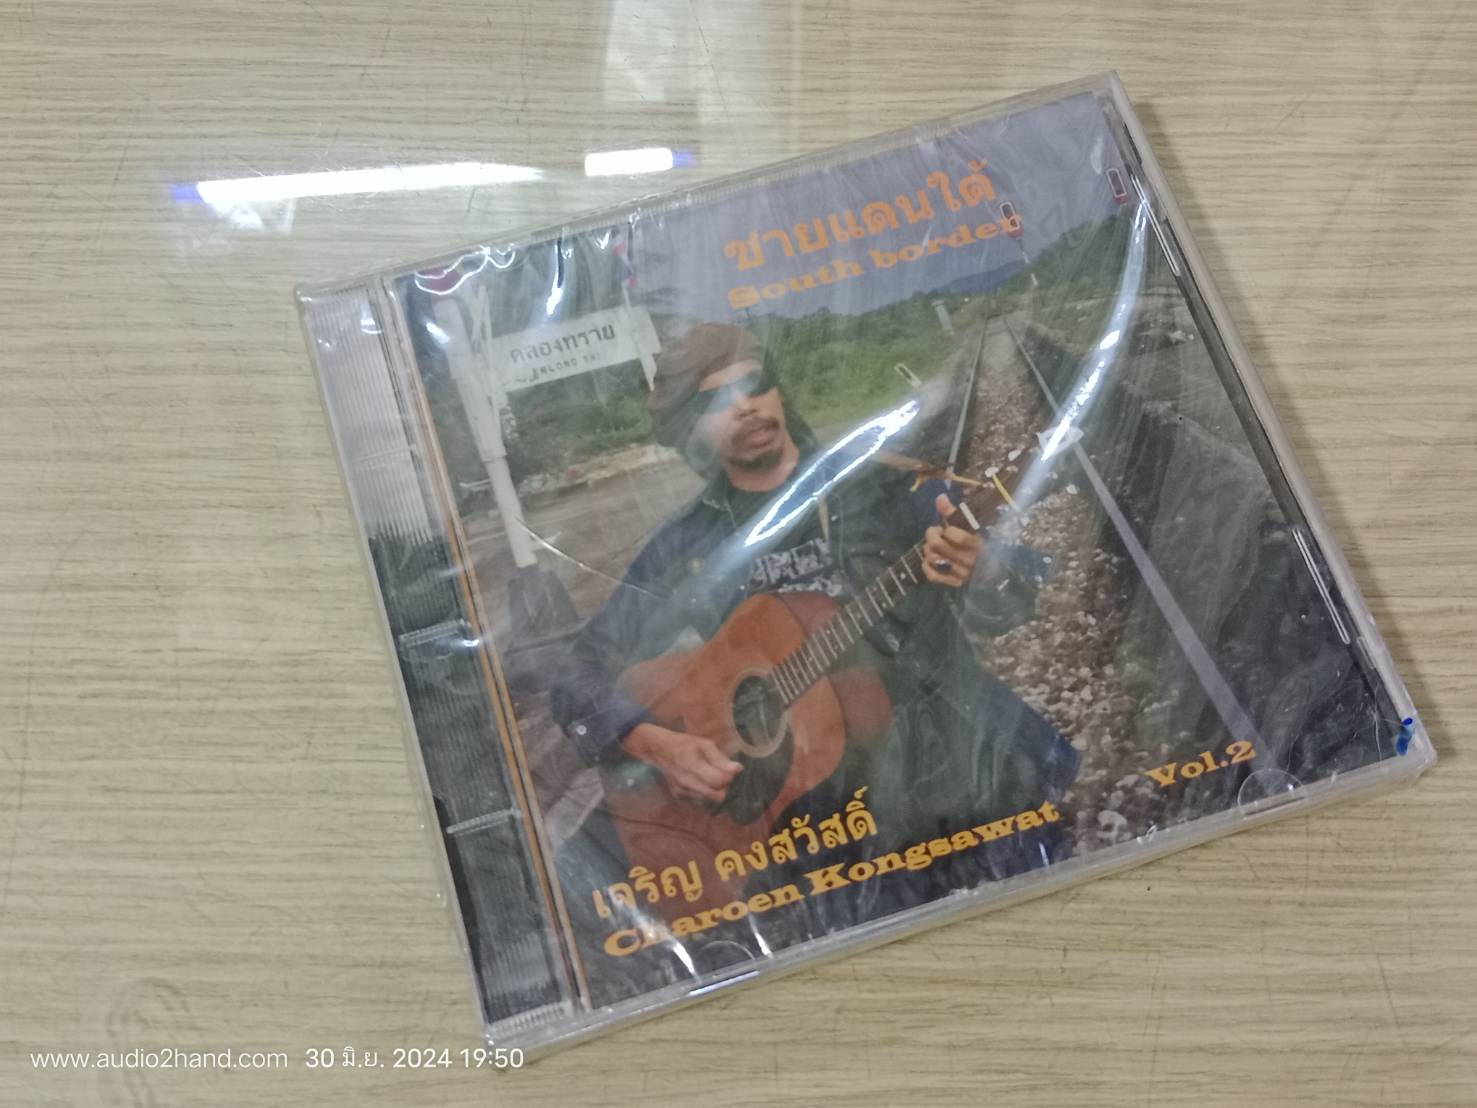 ชายแดนใต้
South border
คลองทราย
เจริญ คงสวัสดิ์
Charoen Kongsawat
Vol.2
www.audio2hand.com 30 มิ.ย. 2024 19:50